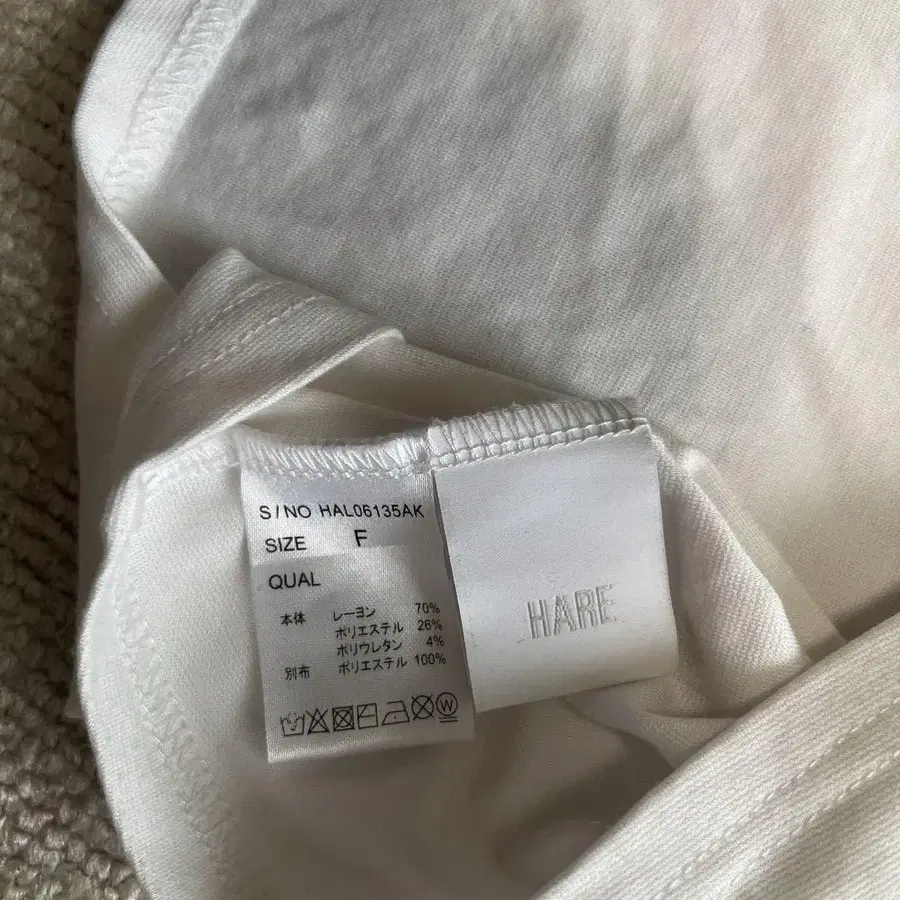 S/NO HAL06135AK
SIZE F
QUAL
本体 レーヨン 70%
ポリエステル 26%
ポリウレタン 4%
別布 ポリエステル 100%
W
HARE